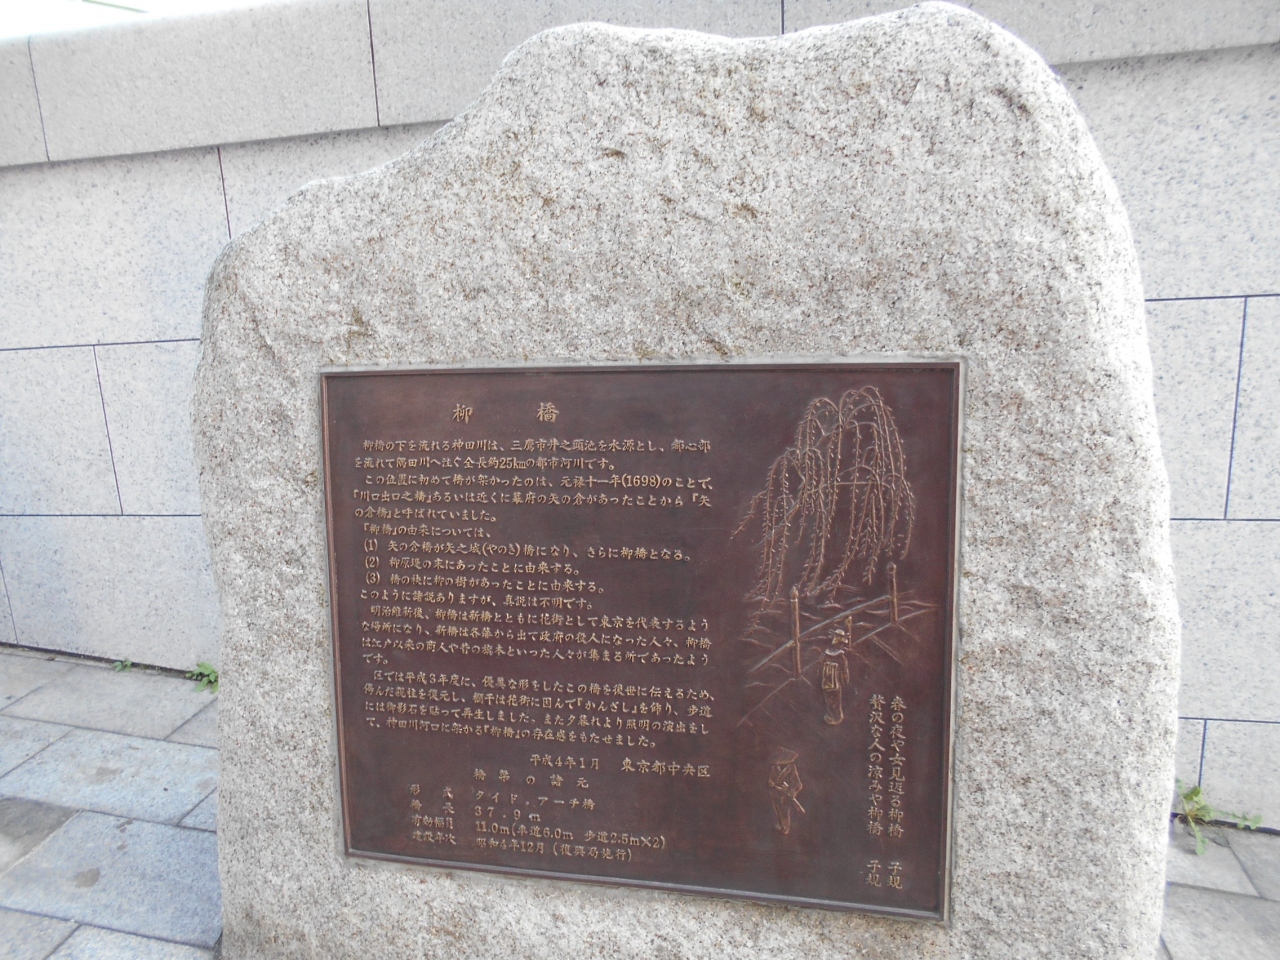 柳橋
柳橋の下を流れる神田川は、三鷹市井之頭池を水源とし、都心部
を流れて隅田川へ注ぐ全長約25kmの都市河川です。
この位置に初めて橋が架かったのは、元禄十一年(1698)のことで、
『川口出口之橋』あるいは近くに幕府の矢の倉があったことから『矢
の倉橋』と呼ばれていました。
『柳橋』の由来については、
(1) 矢の倉橋が矢之城(やのき)橋になり、さらに柳橋となる。
(2) 柳原堤の末にあったことに由来する。
(3) 橋の袂に柳の樹があったことに由来する。
このように諸説ありますが、真説は不明です。
明治維新後、柳橋は新橋とともに花街として東京を代表するよう
な場所になり、新橋は各藩から出て政府の役人になった人々、柳橋
は江戸以来の町人や昔の旗本といった人々が集まる所であったよう
です。
区では平成3年度に、優美な形をしたこの橋を後世に伝えるため、
傷んだ親柱を復元し、欄干は花街に因んで『かんざし』を飾り、歩道
には御影石を貼って再生しました。また夕暮れより照明の演出をし
て、神田川河口に架かる『柳橋』の存在感をもたせました。
平成4年1月 東京都中央区
橋梁の諸元
形式 タイド・アーチ橋
橋長 37.9m
有効幅員 11.0m(車道6.0m 歩道2.5m×2)
建設年次 昭和4年12月(復興局施行)
春の夜や女見返る柳橋 子規
贅沢な人の涼みや柳橋 子規